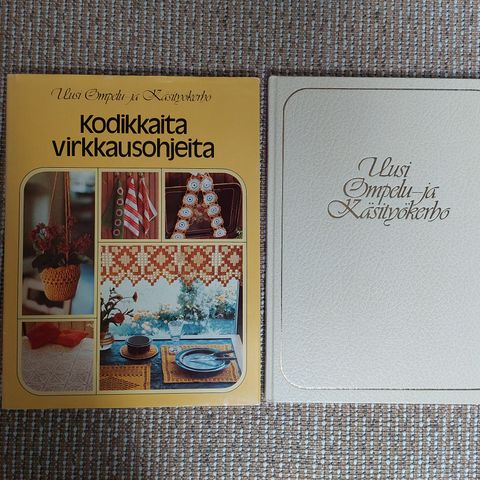 Uusi Ompelu-ja Käsityökerho
Kodikkaita
virkkausohjeita
Uusi
Ompelu-ja
Käsityökerho